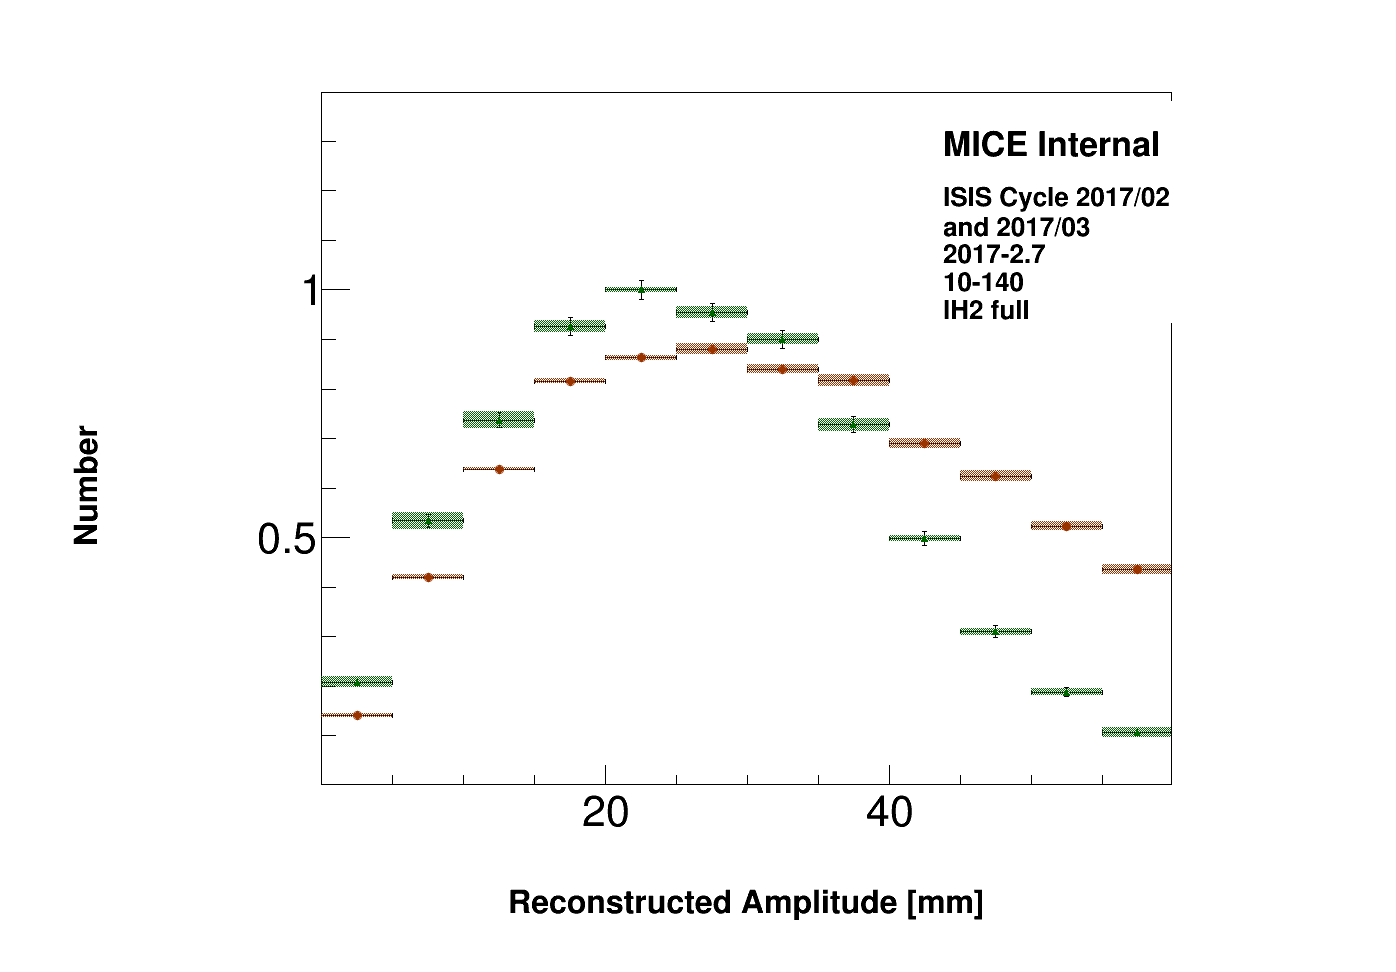 MICE Internal
ISIS Cycle 2017/02
and 2017/03
2017-2.7
10-140
lH2 full
1
0.5
Number
20
40
Reconstructed Amplitude [mm]